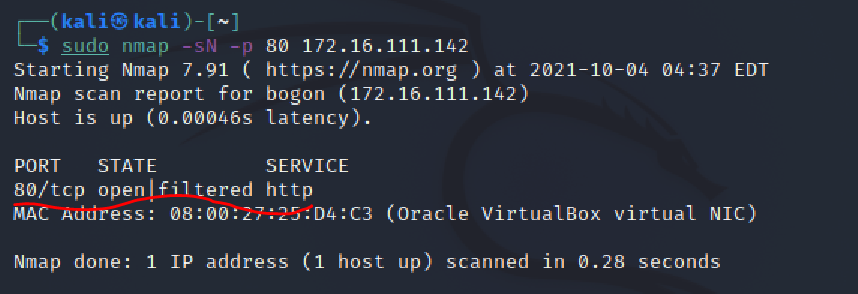 ┌──(kali㉿kali)-[~]
└─$ sudo nmap -sN -p 80 172.16.111.142
Starting Nmap 7.91 ( https://nmap.org ) at 2021-10-04 04:37 EDT
Nmap scan report for bogon (172.16.111.142)
Host is up (0.00046s latency).
PORT   STATE         SERVICE
80/tcp open|filtered http
MAC Address: 08:00:27:25:D4:C3 (Oracle VirtualBox virtual NIC)
Nmap done: 1 IP address (1 host up) scanned in 0.28 seconds